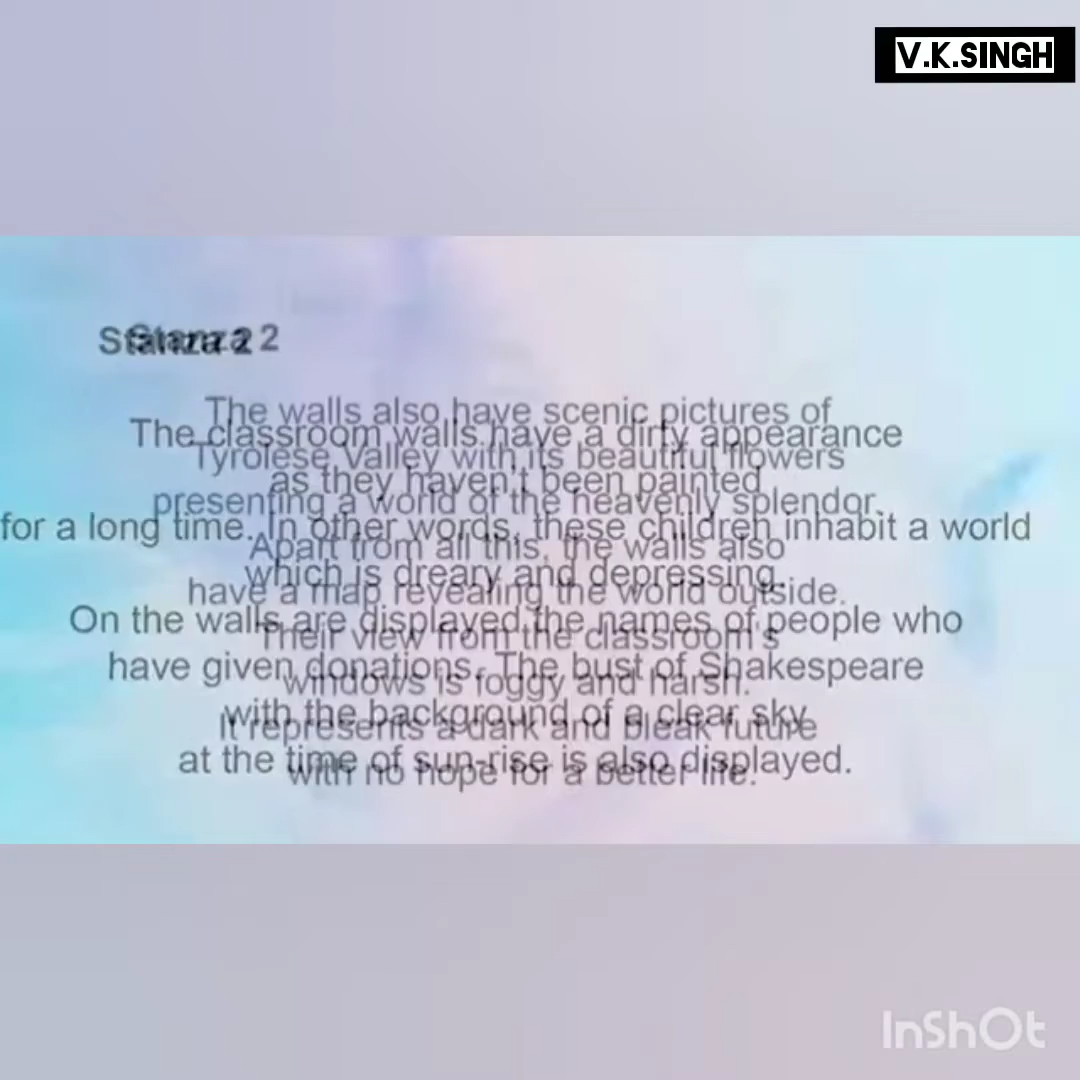 V.K.SINGH
Stanza 2
The classroom walls have a dirty appearance
as they haven't been painted
for a long time. In other words, these children inhabit a world
which is dreary and depressing.
On the walls are displayed the names of people who
have given donations. The bust of Shakespeare
with the background of a clear sky
at the time of sun-rise is also displayed.
Stanza 2
The walls also have scenic pictures of
Tyrolese Valley with its beautiful flowers
presenting a world of the heavenly splendor.
Apart from all this, the walls also
have a map revealing the world outside.
Their view from the classroom's
windows is foggy and harsh.
It represents a dark and bleak future
with no hope for a better life.
InShOt